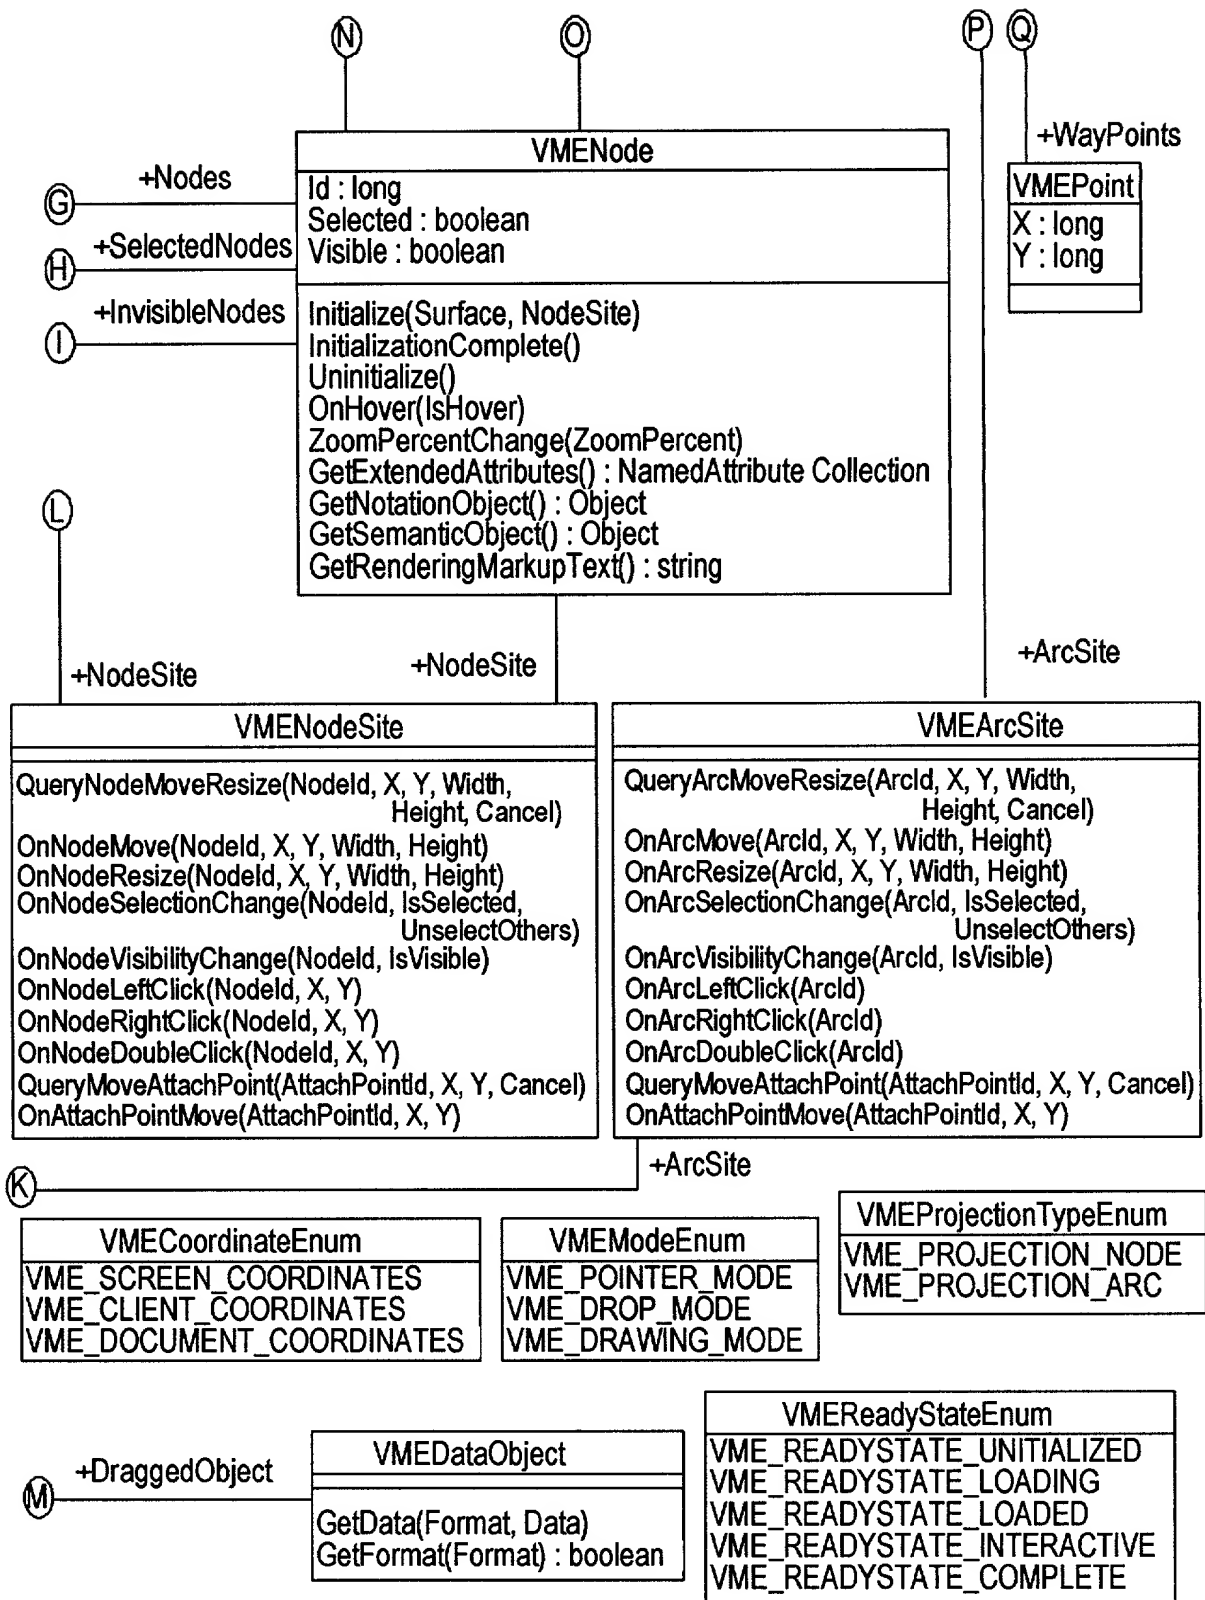 N
O
P
Q
+WayPoints
VMENode
+Nodes
G
Id : long
Selected : boolean
Visible : boolean
+SelectedNodes
H
+InvisibleNodes
I
Initialize(Surface, NodeSite)
InitializationComplete()
Uninitialize()
OnHover(IsHover)
ZoomPercentChange(ZoomPercent)
GetExtendedAttributes() : NamedAttribute Collection
GetNotationObject() : Object
GetSemanticObject() : Object
GetRenderingMarkupText() : string
VMEPoint
X : long
Y : long
L
+NodeSite
+NodeSite
+ArcSite
VMENodeSite
QueryNodeMoveResize(NodeId, X, Y, Width,
Height, Cancel)
OnNodeMove(NodeId, X, Y, Width, Height)
OnNodeResize(NodeId, X, Y, Width, Height)
OnNodeSelectionChange(NodeId, IsSelected,
UnselectOthers)
OnNodeVisibilityChange(NodeId, IsVisible)
OnNodeLeftClick(NodeId, X, Y)
OnNodeRightClick(NodeId, X, Y)
OnNodeDoubleClick(NodeId, X, Y)
QueryMoveAttachPoint(AttachPointId, X, Y, Cancel)
OnAttachPointMove(AttachPointId, X, Y)
VMEArcSite
QueryArcMoveResize(ArcId, X, Y, Width,
Height, Cancel)
OnArcMove(ArcId, X, Y, Width, Height)
OnArcResize(ArcId, X, Y, Width, Height)
OnArcSelectionChange(ArcId, IsSelected,
UnselectOthers)
OnArcVisibilityChange(ArcId, IsVisible)
OnArcLeftClick(ArcId)
OnArcRightClick(ArcId)
OnArcDoubleClick(ArcId)
QueryMoveAttachPoint(AttachPointId, X, Y, Cancel)
OnAttachPointMove(AttachPointId, X, Y)
+ArcSite
K
VMECoordinateEnum
VME_SCREEN_COORDINATES
VME_CLIENT_COORDINATES
VME_DOCUMENT_COORDINATES
VMEModeEnum
VME_POINTER_MODE
VME_DROP_MODE
VME_DRAWING_MODE
VMEProjectionTypeEnum
VME_PROJECTION_NODE
VME_PROJECTION_ARC
M
+DraggedObject
VMEDataObject
GetData(Format, Data)
GetFormat(Format) : boolean
VMEReadyStateEnum
VME_READYSTATE_UNITIALIZED
VME_READYSTATE_LOADING
VME_READYSTATE_LOADED
VME_READYSTATE_INTERACTIVE
VME_READYSTATE_COMPLETE